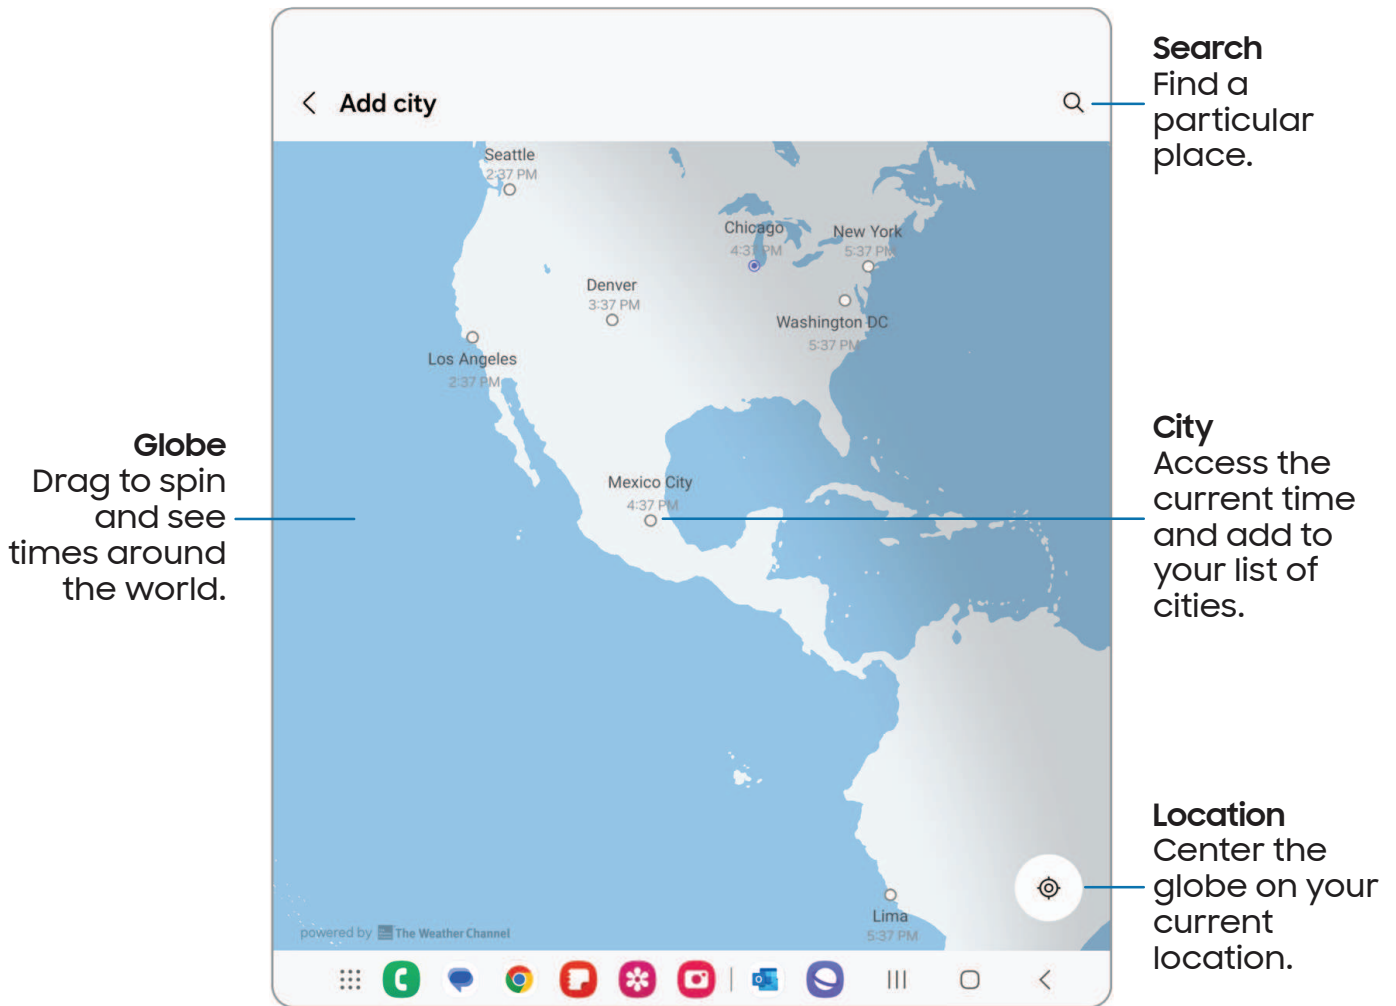 Search
Find a
particular
place.
Add city
Seattle
2:37 PM
Chicago
4:37 PM
New York
5:37 PM
Denver
3:37 PM
Washington DC
5:37 PM
Los Angeles
2:37 PM
Globe
Drag to spin
and see
times around
the world.
City
Access the
current time
and add to
your list of
cities.
Mexico City
4:37 PM
Location
Center the
globe on your
current
location.
Lima
5:37 PM
powered by The Weather Channel